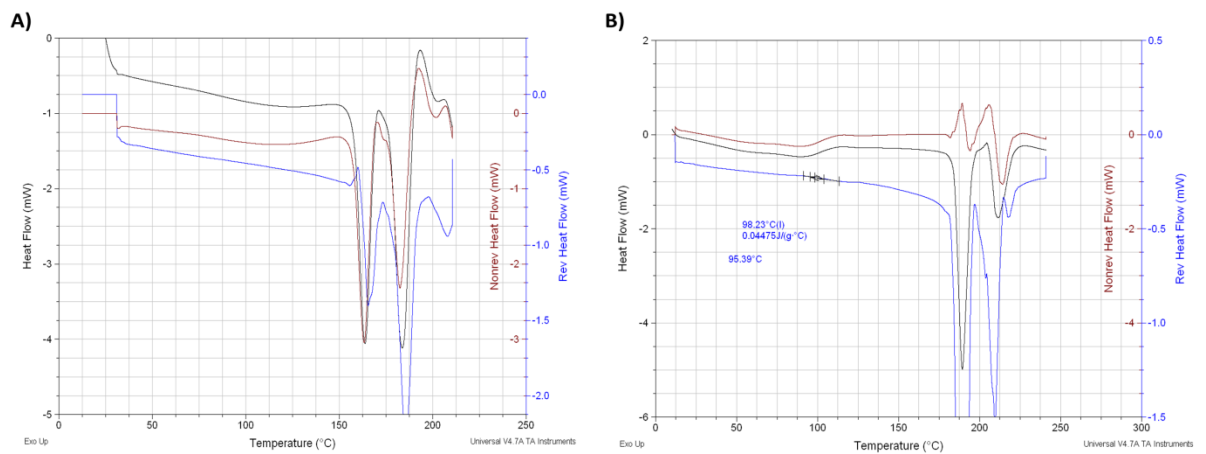 A)
0
-1
-2
-3
-4
-5
Heat Flow (mW)
0
50
100
150
200
250
Temperature (°C)
Exo Up
Universal V4.7A TA Instruments
0
-1
-2
-3
Nonrev Heat Flow (mW)
0.0
-0.5
-1.0
-1.5
-2.0
Rev Heat Flow (mW)
B)
2
0
-2
-4
-6
Heat Flow (mW)
98.23°C(I)
0.04475J/(g·°C)
95.39°C
0
50
100
150
200
250
300
Temperature (°C)
Exo Up
Universal V4.7A TA Instruments
0
-2
-4
Nonrev Heat Flow (mW)
0.5
0.0
-0.5
-1.0
-1.5
Rev Heat Flow (mW)